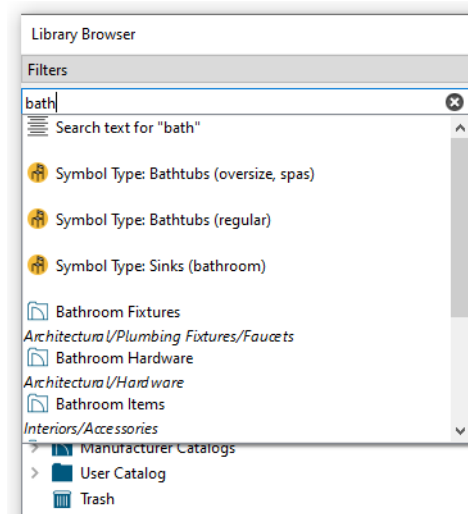 Library Browser
Filters
bath
Search text for "bath"
Symbol Type: Bathtubs (oversize, spas)
Symbol Type: Bathtubs (regular)
Symbol Type: Sinks (bathroom)
Bathroom Fixtures
Architectural/Plumbing Fixtures/Faucets
Bathroom Hardware
Architectural/Hardware
Bathroom Items
Interiors/Accessories
Manufacturer Catalogs
User Catalog
Trash